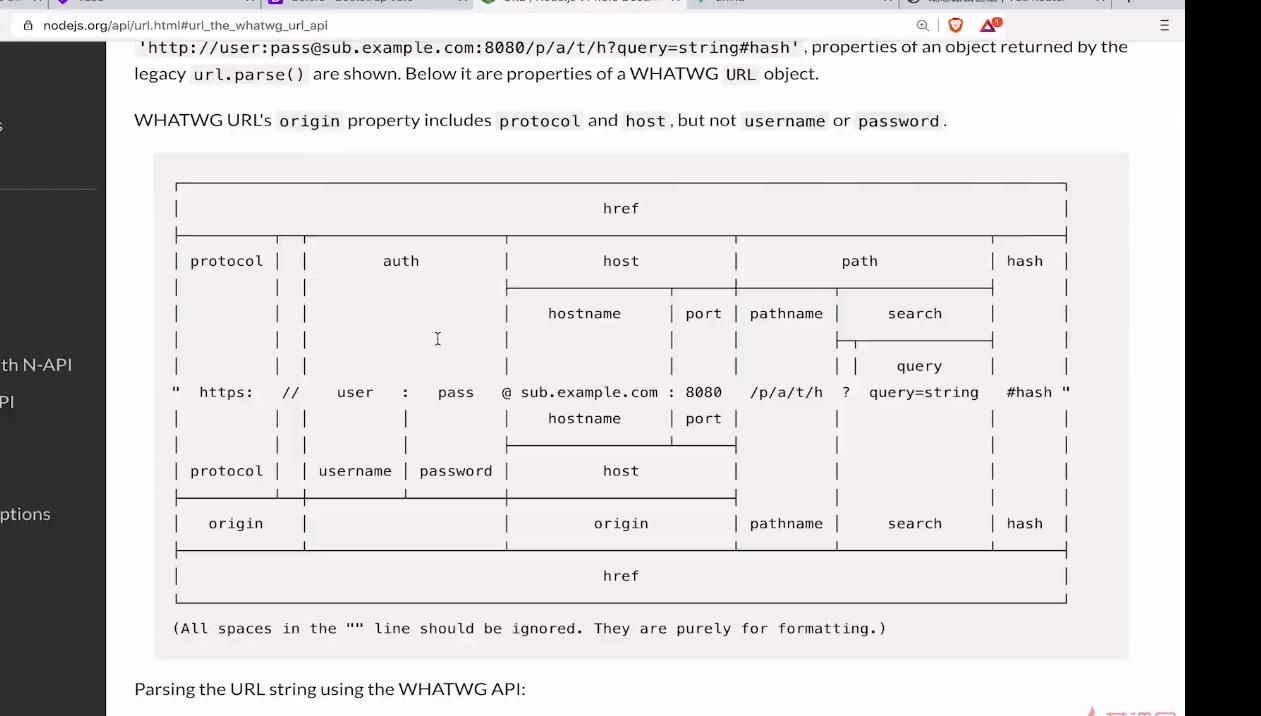 nodejs.org/api/url.html#url_the_whatwg_url_api
'http://user:pass@sub.example.com:8080/p/a/t/h?query=string#hash', properties of an object returned by the
legacy url.parse() are shown. Below it are properties of a WHATWG URL object.
WHATWG URL's origin property includes protocol and host, but not username or password.
href
protocol auth host path hash
hostname port pathname search
th N-API
query
" https: // user : pass @ sub.example.com : 8080 /p/a/t/h ? query=string #hash "
PI
hostname port
protocol username password host
ptions
origin origin pathname search hash
href
(All spaces in the "" line should be ignored. They are purely for formatting.)
Parsing the URL string using the WHATWG API: